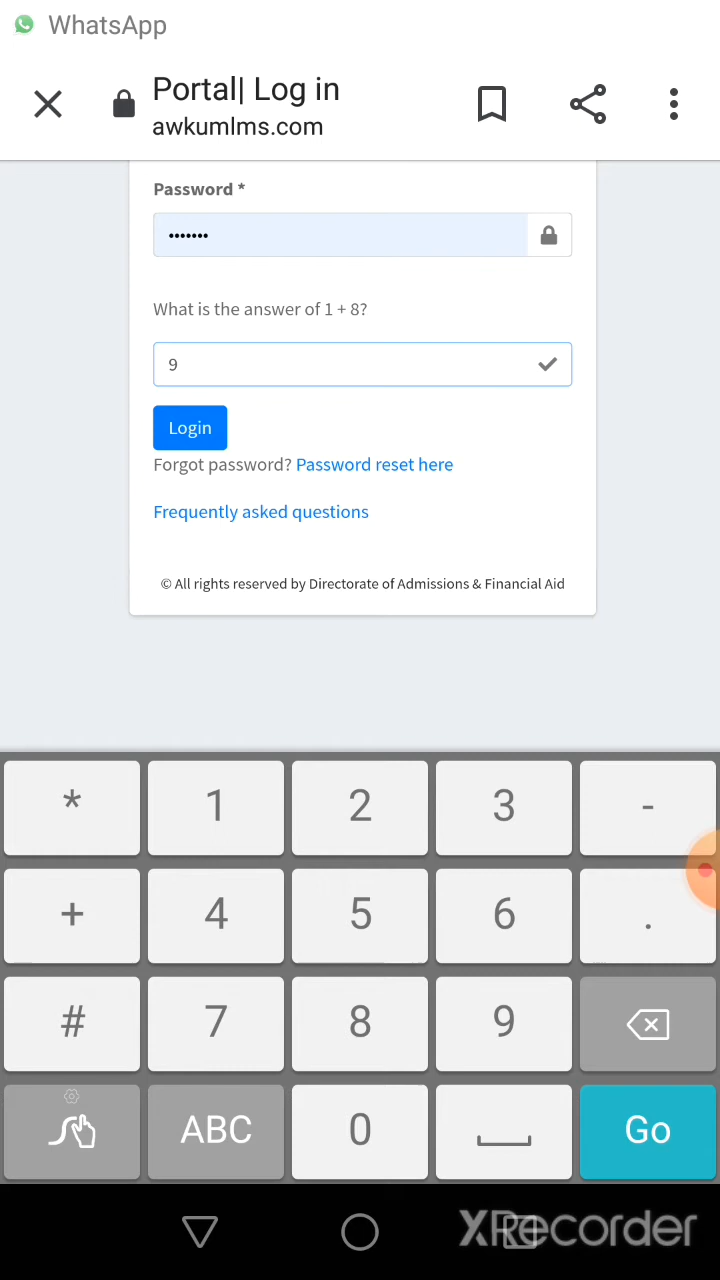 WhatsApp
Portal| Log in
awkumlms.com
Password *
•••••••
What is the answer of 1 + 8?
9
Login
Forgot password? Password reset here
Frequently asked questions
© All rights reserved by Directorate of Admissions & Financial Aid
* 1 2 3 -
+ 4 5 6 .
# 7 8 9
ABC 0 Go
XRecorder